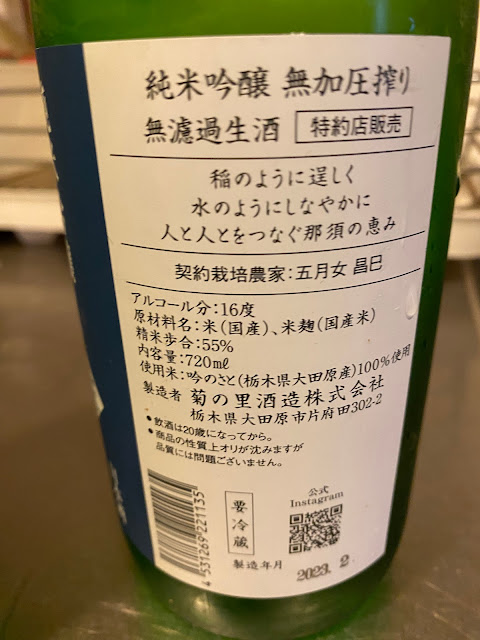 純米吟醸 無加圧搾り
無濾過生酒 特約店販売
稲のように逞しく
水のようにしなやかに
人と人とをつなぐ那須の恵み
契約栽培農家:五月女 昌巳
アルコール分:16度
原材料名:米(国産)、米麹(国産米)
精米歩合:55%
内容量:720ml
使用米:吟のさと(栃木県大田原産)100%使用
製造者 菊の里酒造株式会社
栃木県大田原市片府田302-2
●飲酒は20歳になってから。
●商品の性質上オリが沈みますが
品質には問題ございません。
4531269221135
要冷蔵
公式
Instagram
製造年月 2023. 2